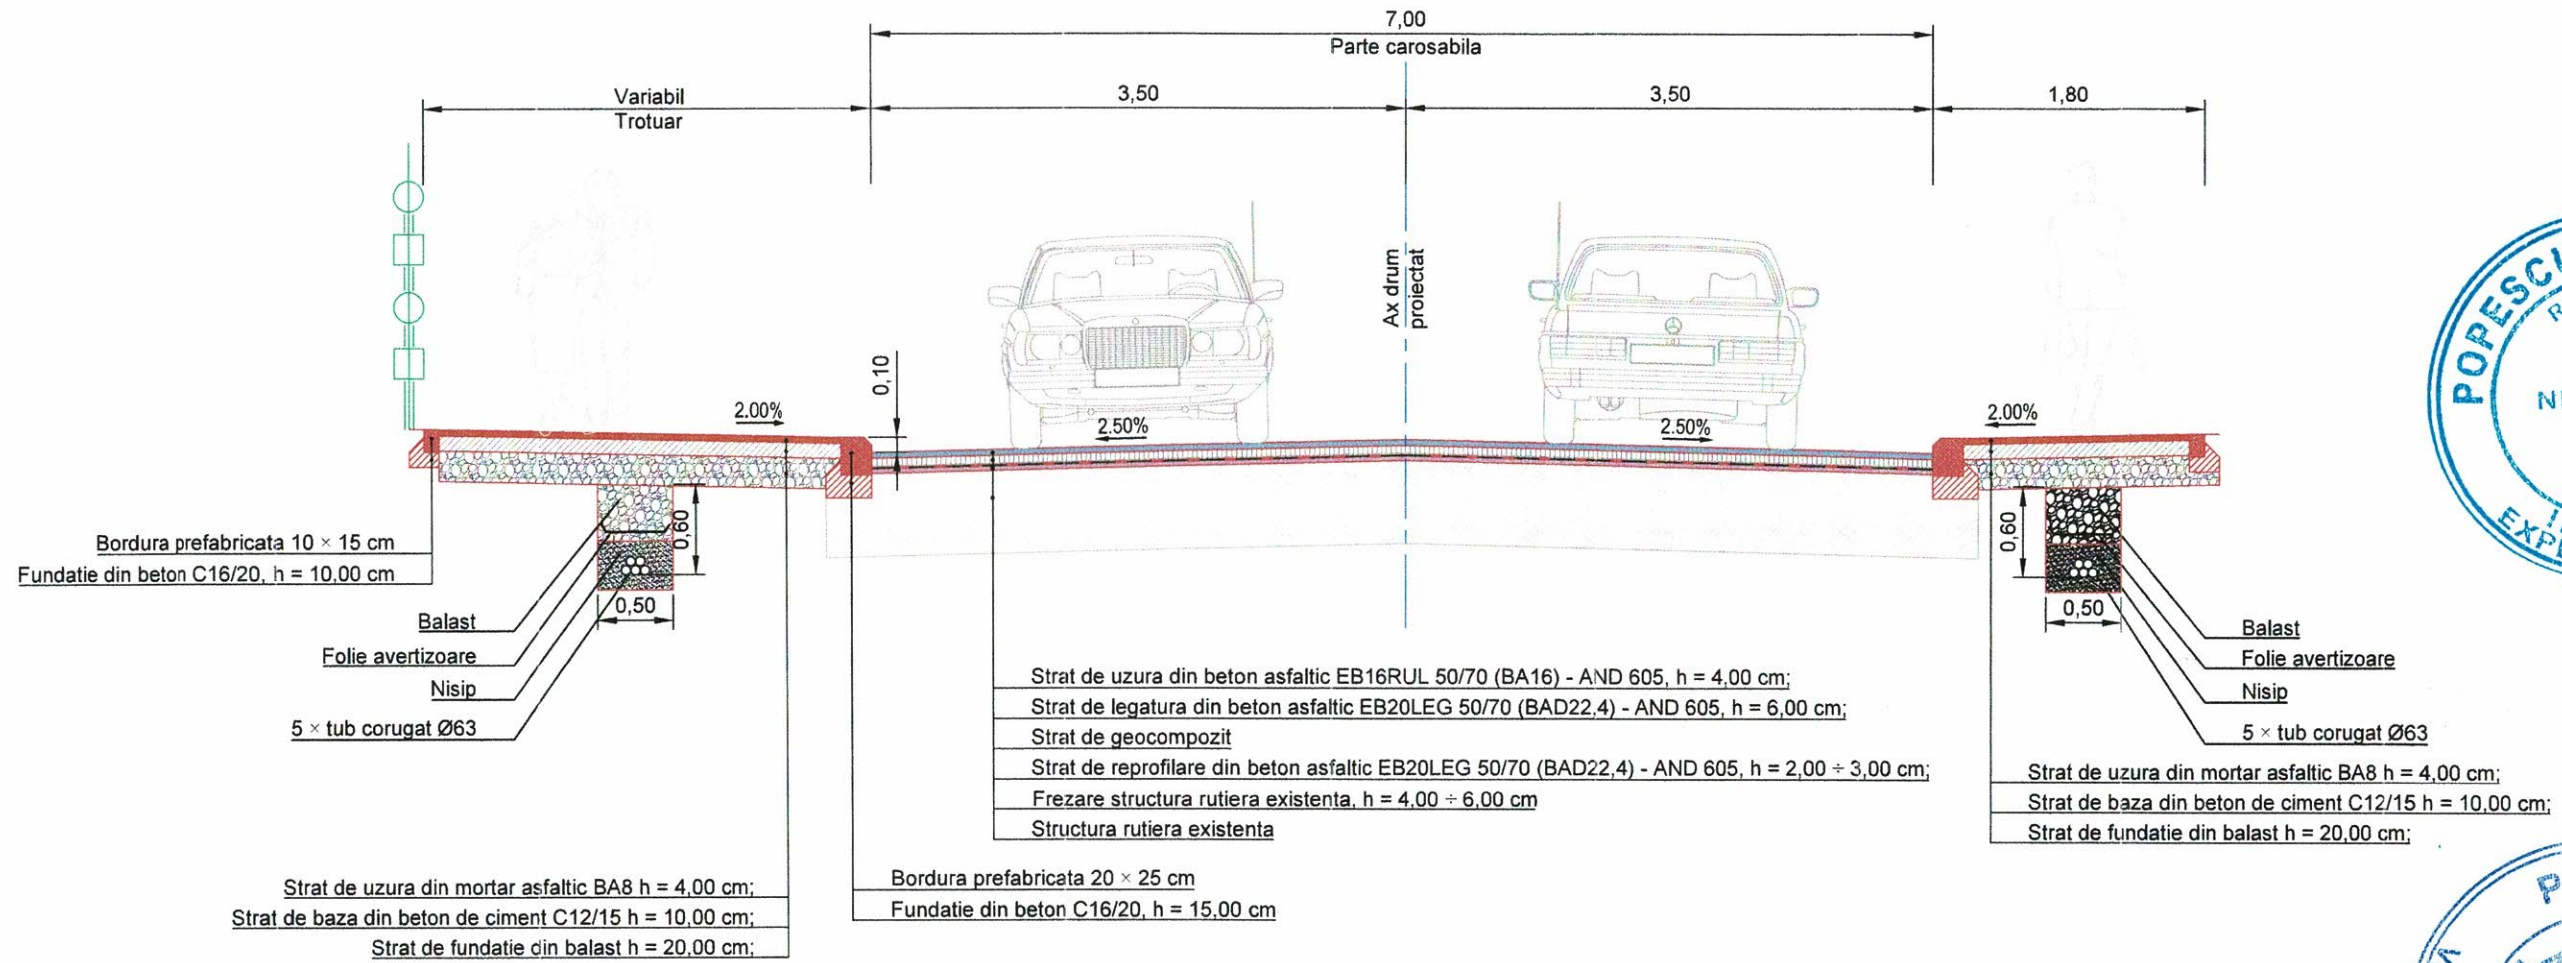 7,00
Parte carosabila
Variabil
Trotuar
3,50
3,50
1,80
Ax drum
proiectat
0,10
2.00%
2.50%
2.50%
2.00%
0,60
0,50
0,60
0,50
Bordura prefabricata 10 × 15 cm
Fundatie din beton C16/20, h = 10,00 cm
Balast
Folie avertizoare
Nisip
5 × tub corugat Ø63
Strat de uzura din mortar asfaltic BA8 h = 4,00 cm;
Strat de baza din beton de ciment C12/15 h = 10,00 cm;
Strat de fundatie din balast h = 20,00 cm;
Strat de uzura din beton asfaltic EB16RUL 50/70 (BA16) - AND 605, h = 4,00 cm;
Strat de legatura din beton asfaltic EB20LEG 50/70 (BAD22,4) - AND 605, h = 6,00 cm;
Strat de geocompozit
Strat de reprofilare din beton asfaltic EB20LEG 50/70 (BAD22,4) - AND 605, h = 2,00 ÷ 3,00 cm;
Frezare structura rutiera existenta, h = 4,00 ÷ 6,00 cm
Structura rutiera existenta
Bordura prefabricata 20 × 25 cm
Fundatie din beton C16/20, h = 15,00 cm
Balast
Folie avertizoare
Nisip
5 × tub corugat Ø63
Strat de uzura din mortar asfaltic BA8 h = 4,00 cm;
Strat de baza din beton de ciment C12/15 h = 10,00 cm;
Strat de fundatie din balast h = 20,00 cm;
POPESC